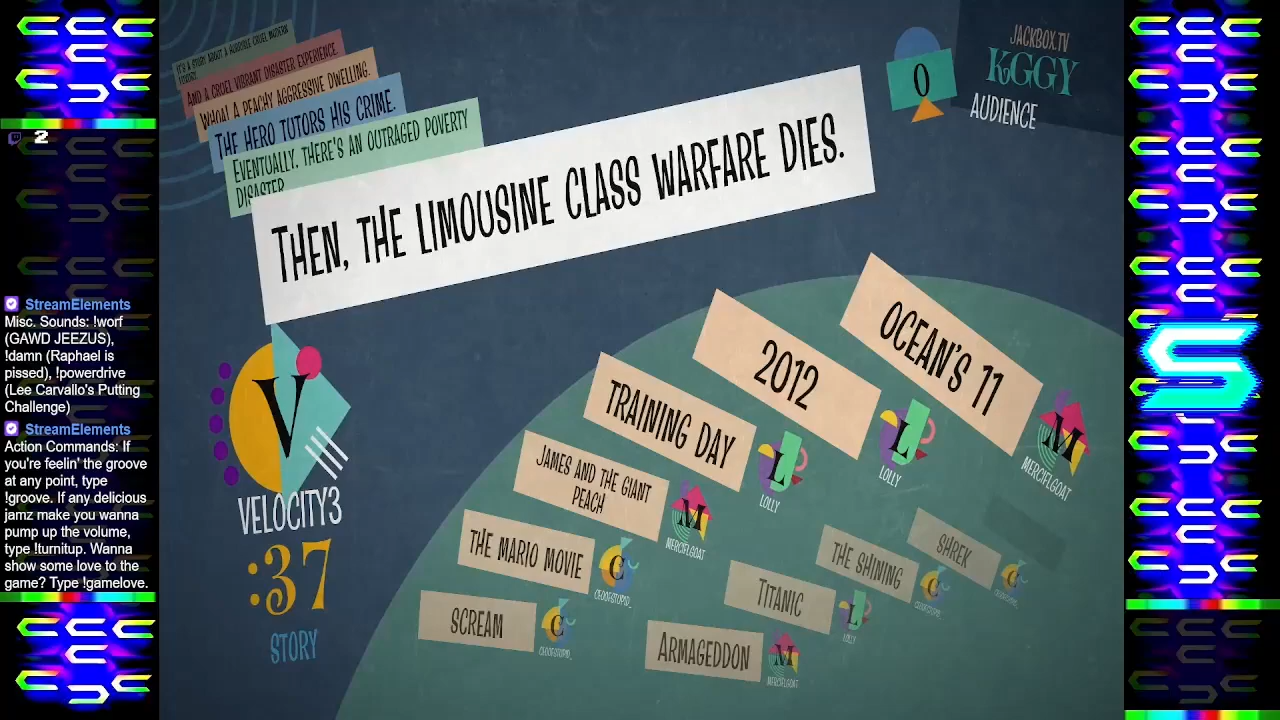 IT'S A STORY ABOUT A HORRIBLE CRUEL MODERN
AND A CRUEL VIBRANT DISASTER EXPERIENCE.
WHOA! A PEACHY AGGRESSIVE DWELLING.
THE HERO TUTORS HIS CRIME.
EVENTUALLY, THERE'S AN OUTRAGED POVERTY
DISASTER
THEN, THE LIMOUSINE CLASS WARFARE DIES.
0
JACKBOX.TV
KGGY
AUDIENCE
2
StreamElements
Misc. Sounds: !worf
(GAWD JEEZUS),
!damn (Raphael is
pissed), !powerdrive
(Lee Carvallo's Putting
Challenge)
StreamElements
Action Commands: If
you're feelin' the groove
at any point, type
!groove. If any delicious
jamz make you wanna
pump up the volume,
type !turnitup. Wanna
show some love to the
game? Type !gamelove.
V
VELOCITY3
:37
STORY
OCEAN'S 11
M
MERCIFLGOAT
2012
L
LOLLY
TRAINING DAY
L
LOLLY
JAMES AND THE GIANT
PEACH
M
MERCIFLGOAT
THE MARIO MOVIE
C
CEOOFSTUPID_
SCREAM
C
CEOOFSTUPID_
SHREK
C
CEOOFSTUPID_
THE SHINING
C
CEOOFSTUPID_
TITANIC
L
LOLLY
ARMAGEDDON
M
MERCIFLGOAT
S